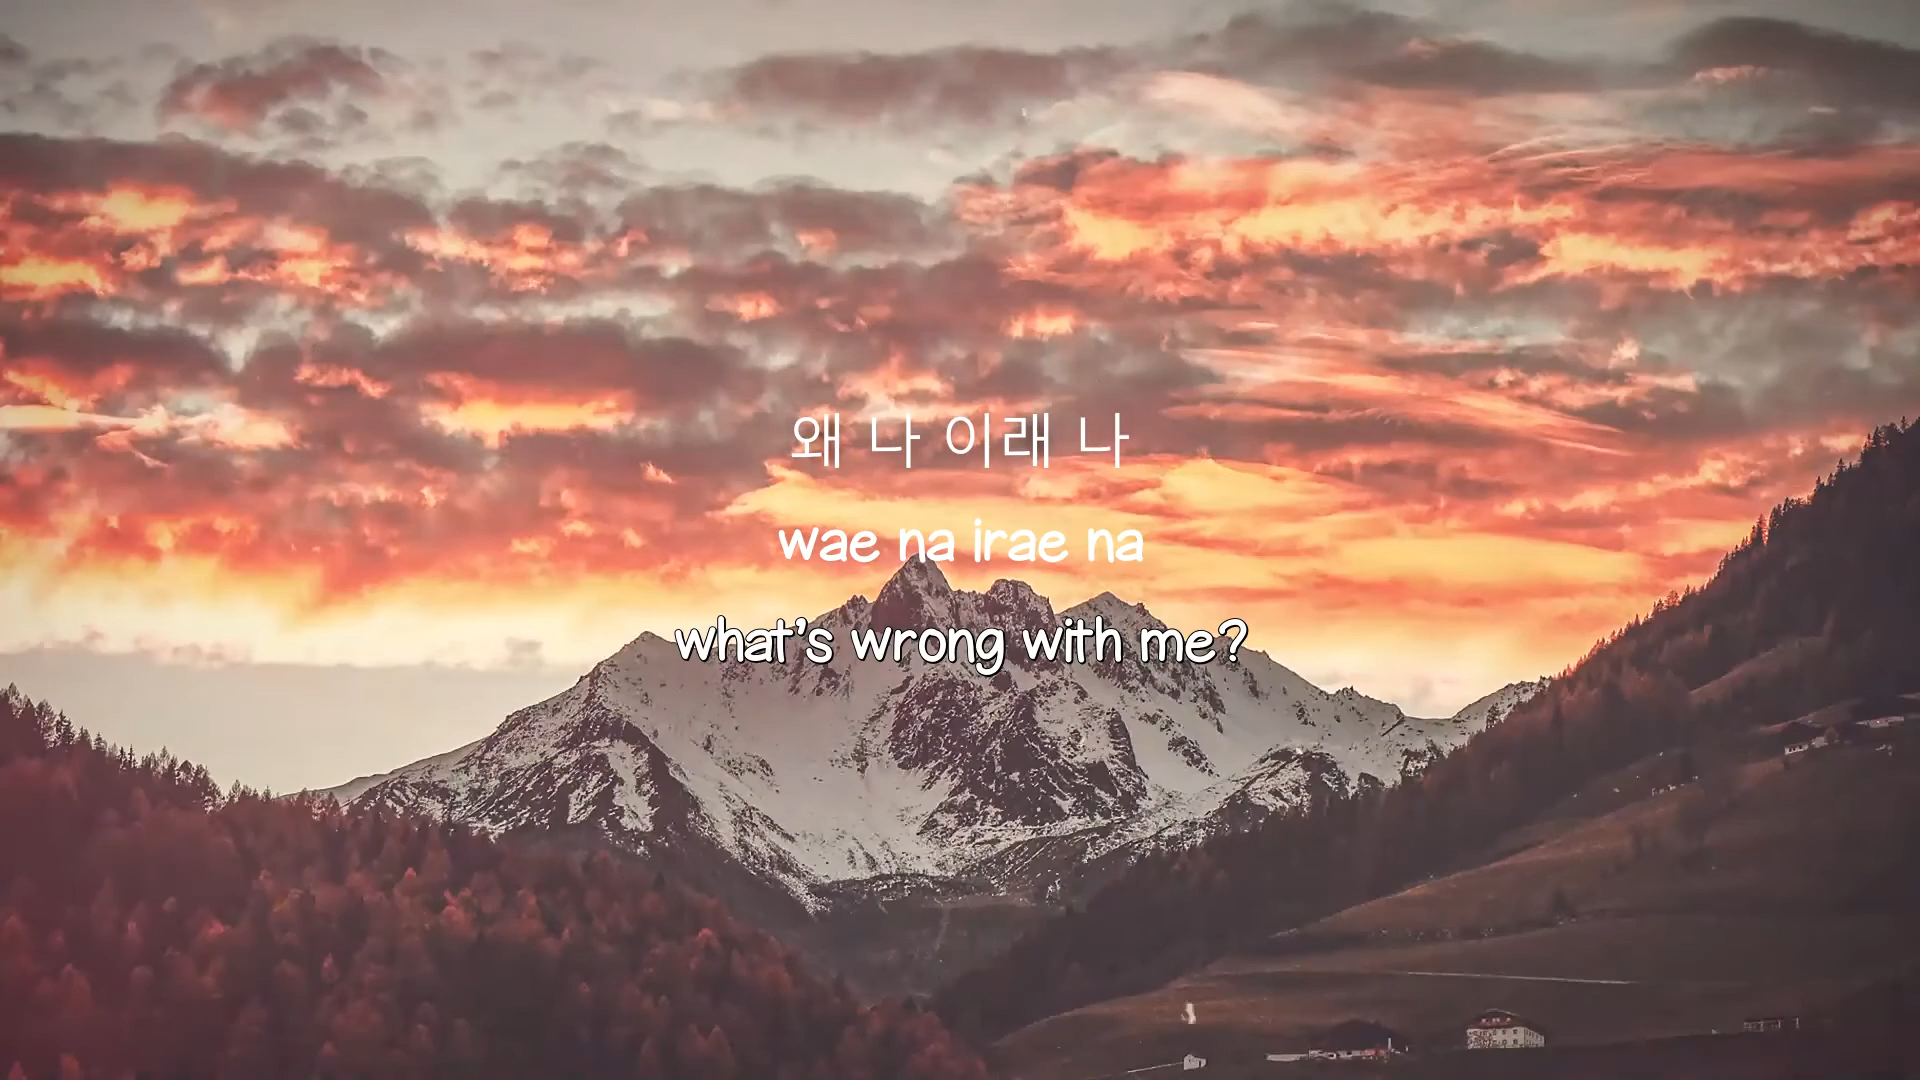 왜 나 이래 나
wae na irae na
what's wrong with me?